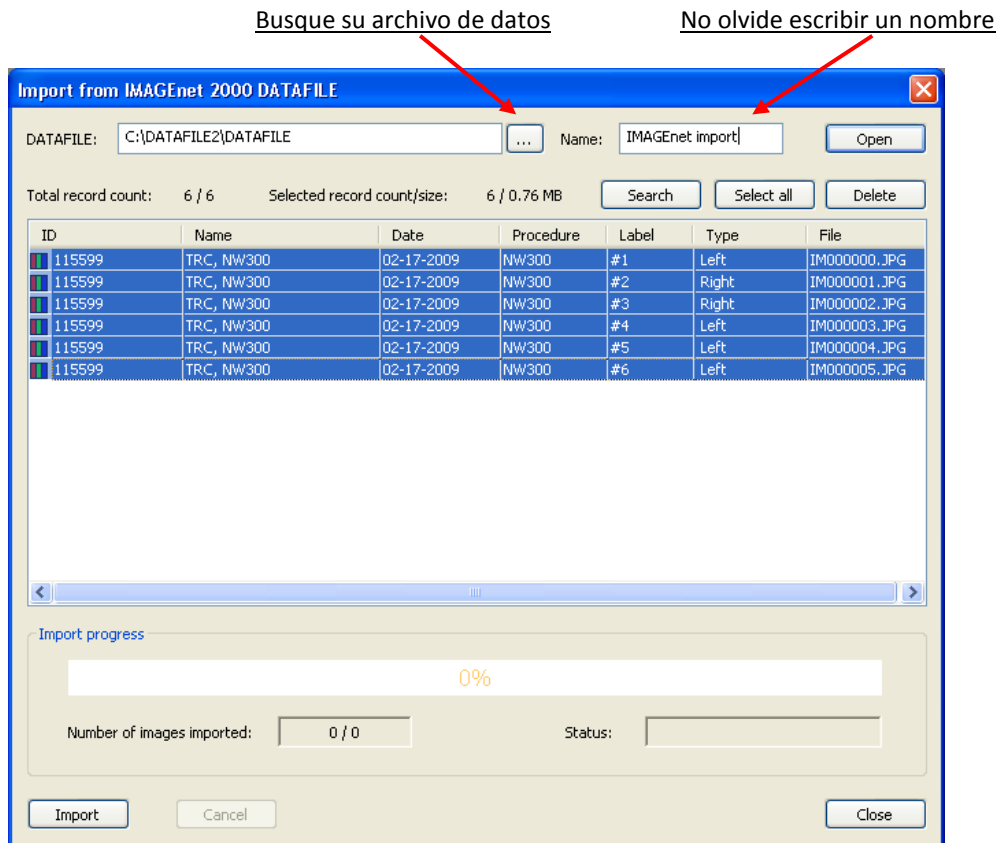 Busque su archivo de datos No olvide escribir un nombre
Import from IMAGEnet 2000 DATAFILE
DATAFILE: C:\DATAFILE2\DATAFILE ... Name: IMAGEnet import Open
Total record count: 6 / 6 Selected record count/size: 6 / 0.76 MB Search Select all Delete
ID Name Date Procedure Label Type File
115599 TRC, NW300 02-17-2009 NW300 #1 Left IM000000.JPG
115599 TRC, NW300 02-17-2009 NW300 #2 Right IM000001.JPG
115599 TRC, NW300 02-17-2009 NW300 #3 Right IM000002.JPG
115599 TRC, NW300 02-17-2009 NW300 #4 Left IM000003.JPG
115599 TRC, NW300 02-17-2009 NW300 #5 Left IM000004.JPG
115599 TRC, NW300 02-17-2009 NW300 #6 Left IM000005.JPG
Import progress
0%
Number of images imported: 0 / 0 Status:
Import Cancel Close